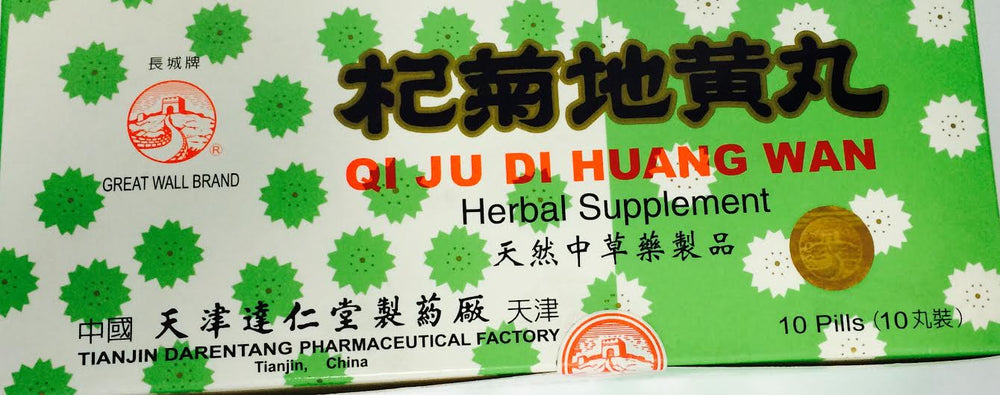 長城牌
®
GREAT WALL BRAND
杞菊地黄丸
QI JU DI HUANG WAN
Herbal Supplement
天然中草藥製品
中國 天津達仁堂製药廠 天津
TIANJIN DARENTANG PHARMACEUTICAL FACTORY
Tianjin, China
10 Pills (10丸裝)